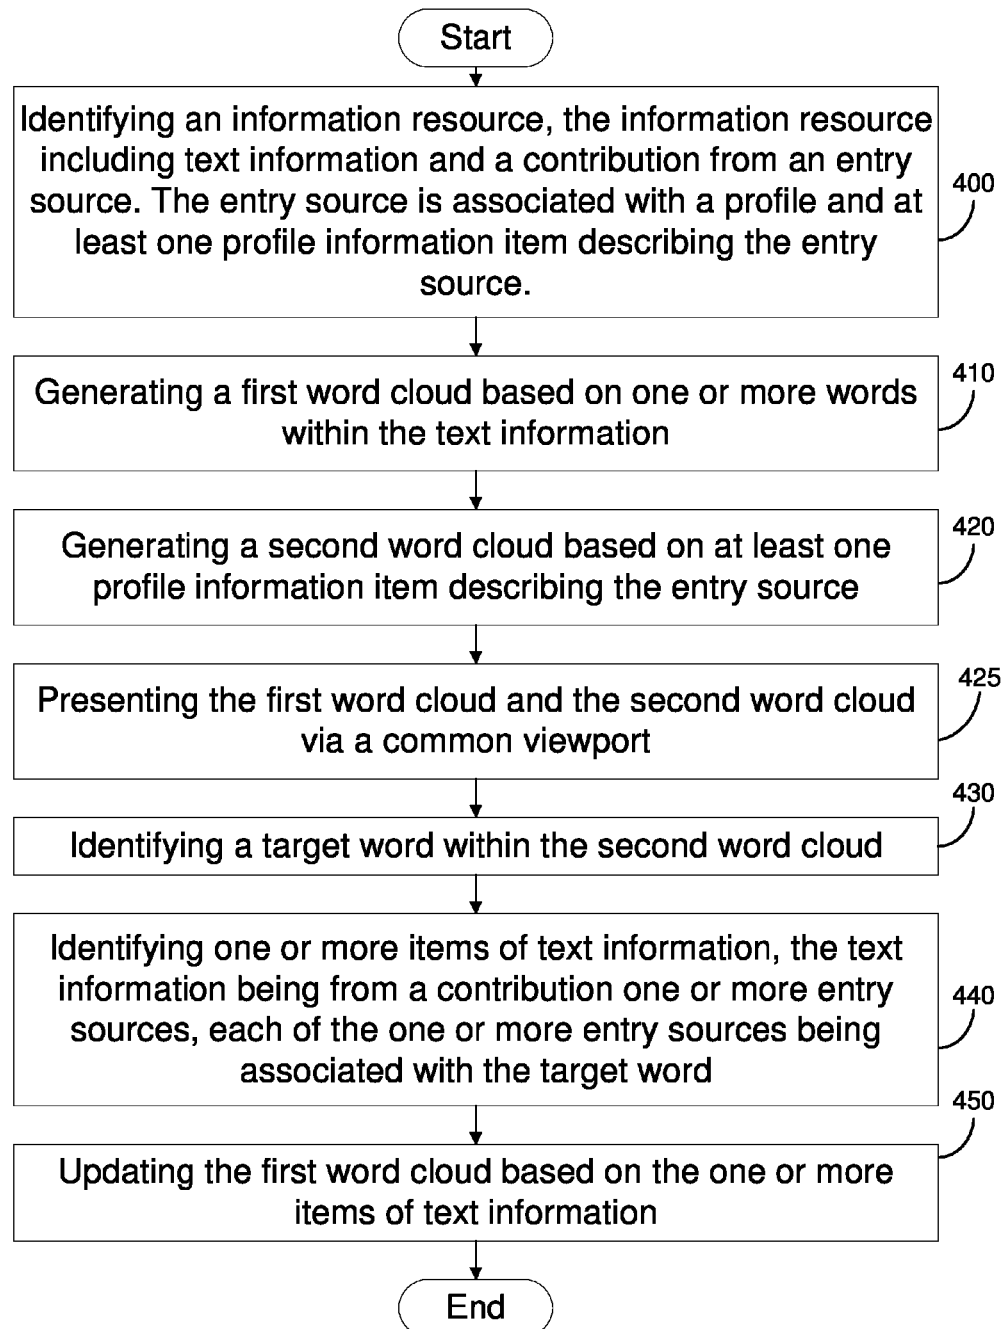 Start
Identifying an information resource, the information resource
including text information and a contribution from an entry
source. The entry source is associated with a profile and at
least one profile information item describing the entry
source.
400
Generating a first word cloud based on one or more words
within the text information
410
Generating a second word cloud based on at least one
profile information item describing the entry source
420
Presenting the first word cloud and the second word cloud
via a common viewport
425
Identifying a target word within the second word cloud
430
Identifying one or more items of text information, the text
information being from a contribution one or more entry
sources, each of the one or more entry sources being
associated with the target word
440
Updating the first word cloud based on the one or more
items of text information
450
End